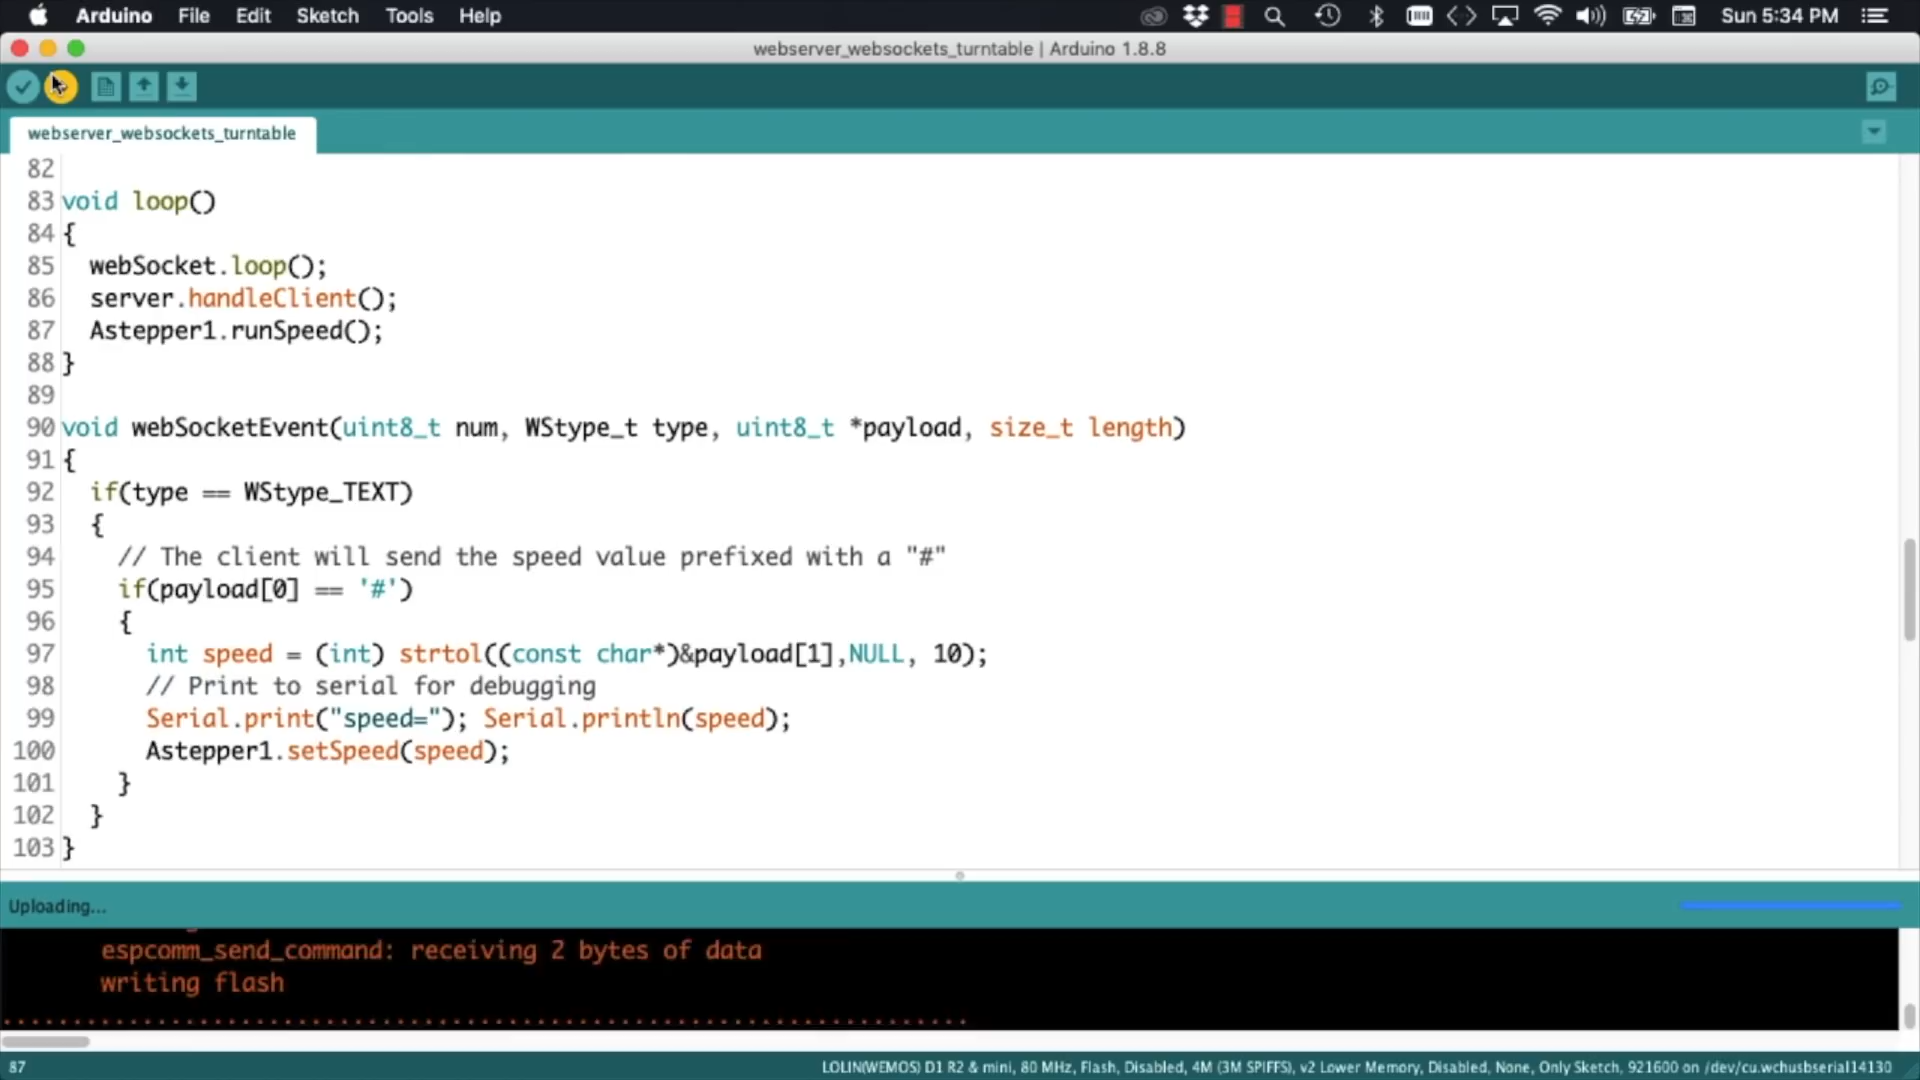 Arduino File Edit Sketch Tools Help Sun 5:34 PM
webserver_websockets_turntable | Arduino 1.8.8
webserver_websockets_turntable
82
83 void loop()
84 {
85 webSocket.loop();
86 server.handleClient();
87 Astepper1.runSpeed();
88 }
89
90 void webSocketEvent(uint8_t num, WStype_t type, uint8_t *payload, size_t length)
91 {
92 if(type == WStype_TEXT)
93 {
94 // The client will send the speed value prefixed with a "#"
95 if(payload[0] == '#')
96 {
97 int speed = (int) strtol((const char*)&payload[1],NULL, 10);
98 // Print to serial for debugging
99 Serial.print("speed="); Serial.println(speed);
100 Astepper1.setSpeed(speed);
101 }
102 }
103 }
Uploading...
espcomm_send_command: receiving 2 bytes of data
writing flash
87 LOLIN(WEMOS) D1 R2 & mini, 80 MHz, Flash, Disabled, 4M (3M SPIFFS), v2 Lower Memory, Disabled, None, Only Sketch, 921600 on /dev/cu.wchusbserial14130